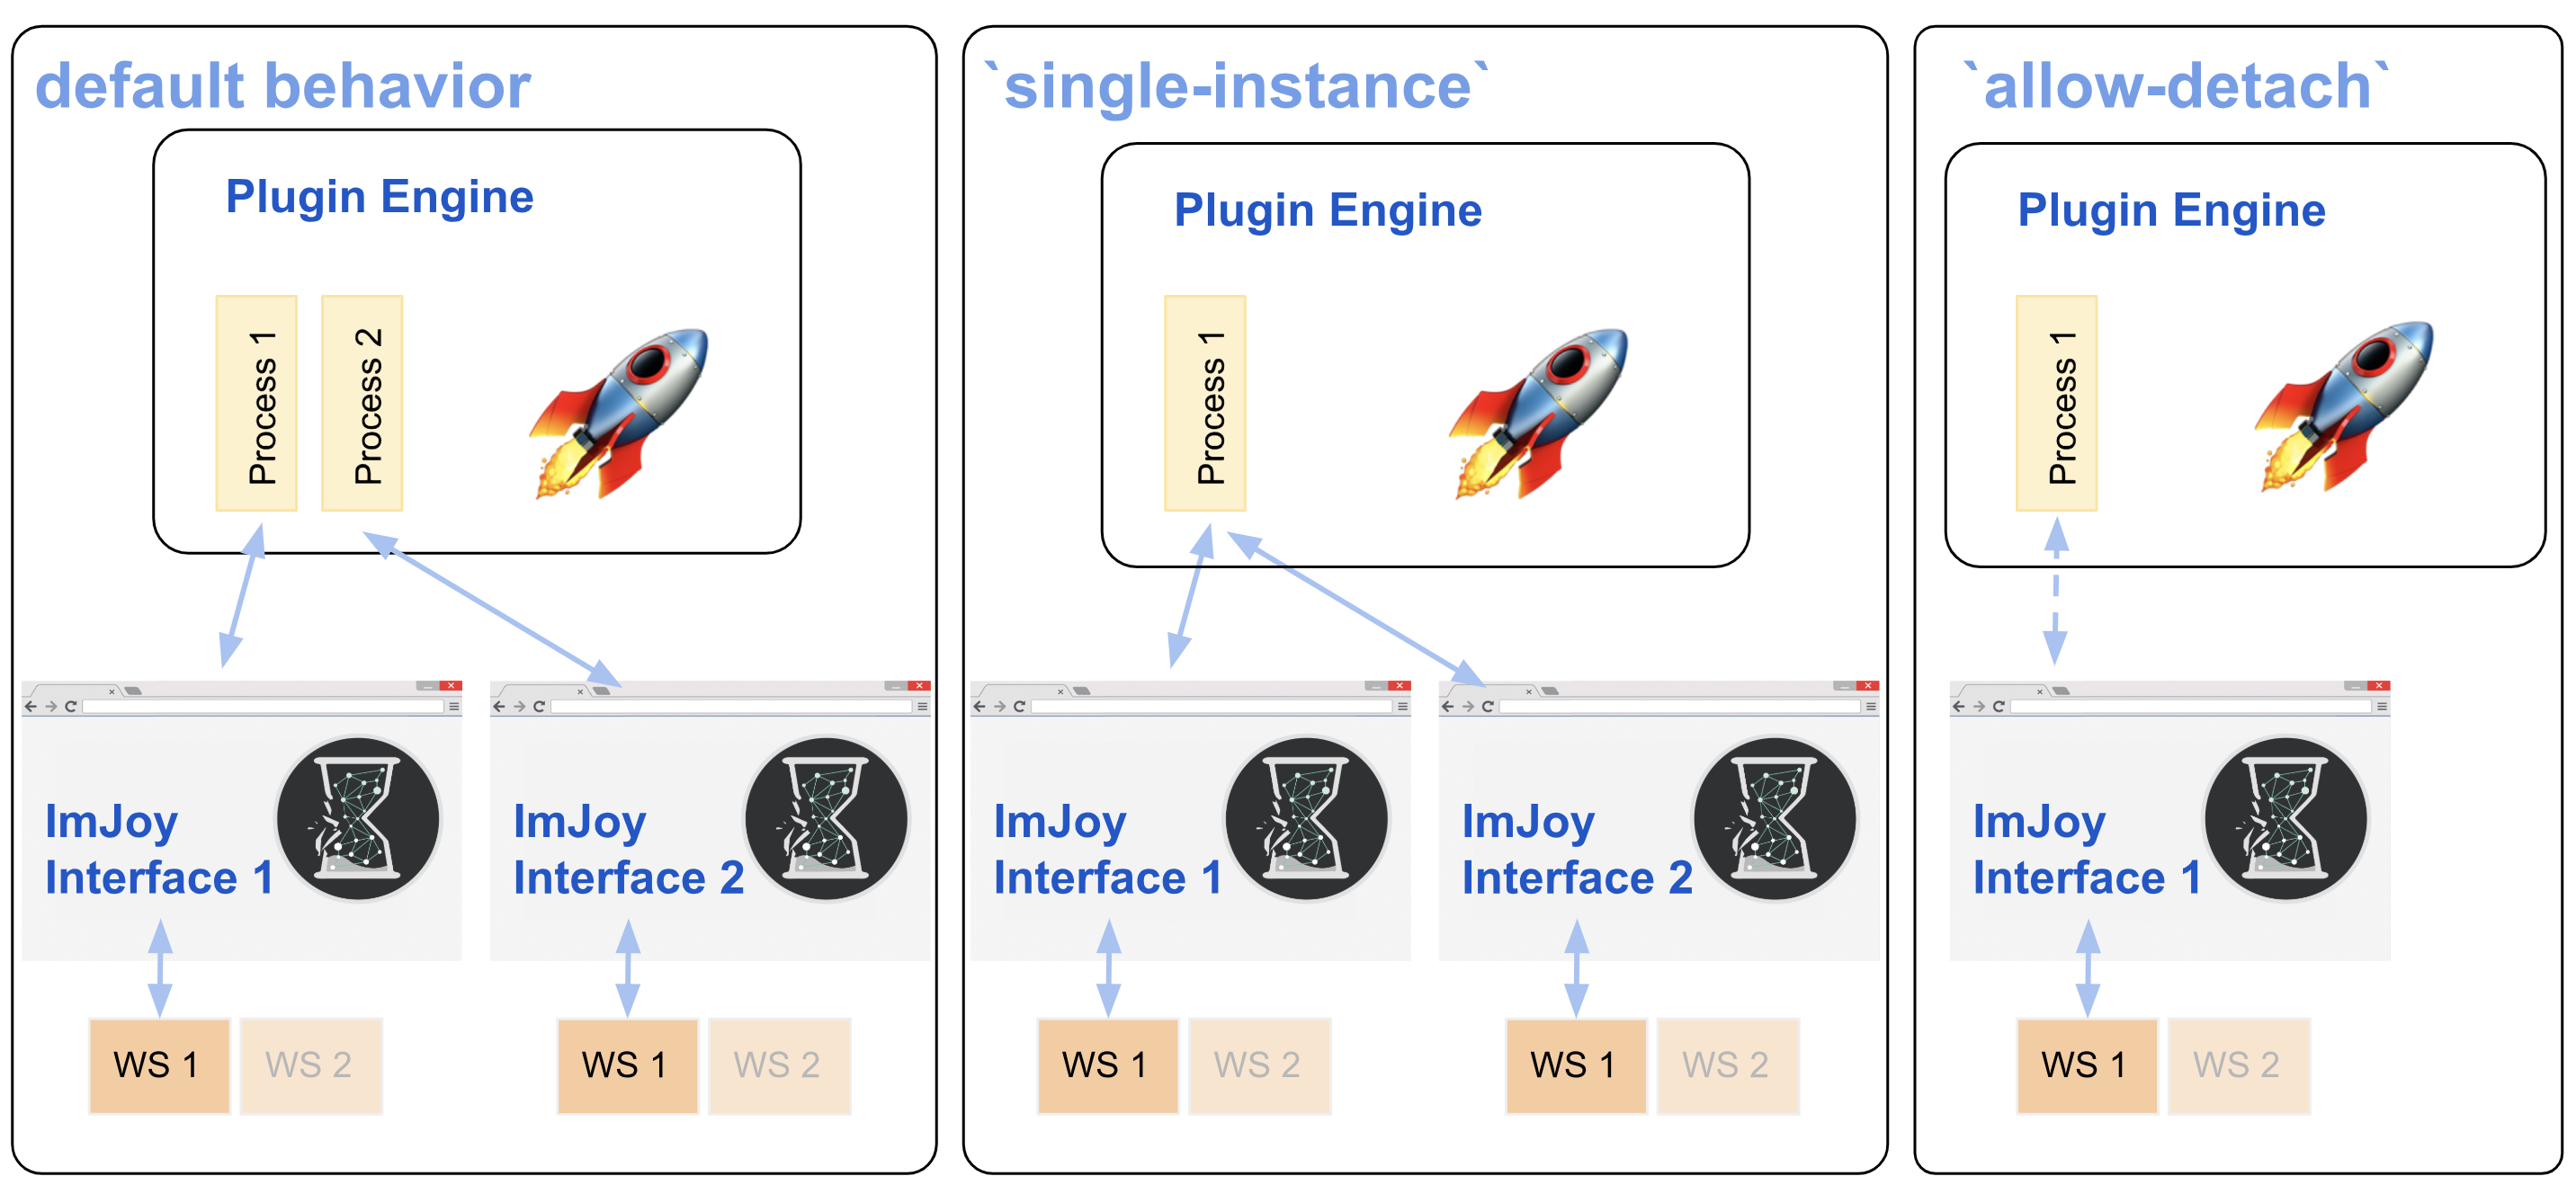 default behavior
Plugin Engine
Process 1
Process 2
ImJoy
Interface 1
ImJoy
Interface 2
WS 1
WS 2
WS 1
WS 2
`single-instance`
Plugin Engine
Process 1
ImJoy
Interface 1
ImJoy
Interface 2
WS 1
WS 2
WS 1
WS 2
`allow-detach`
Plugin Engine
Process 1
ImJoy
Interface 1
WS 1
WS 2